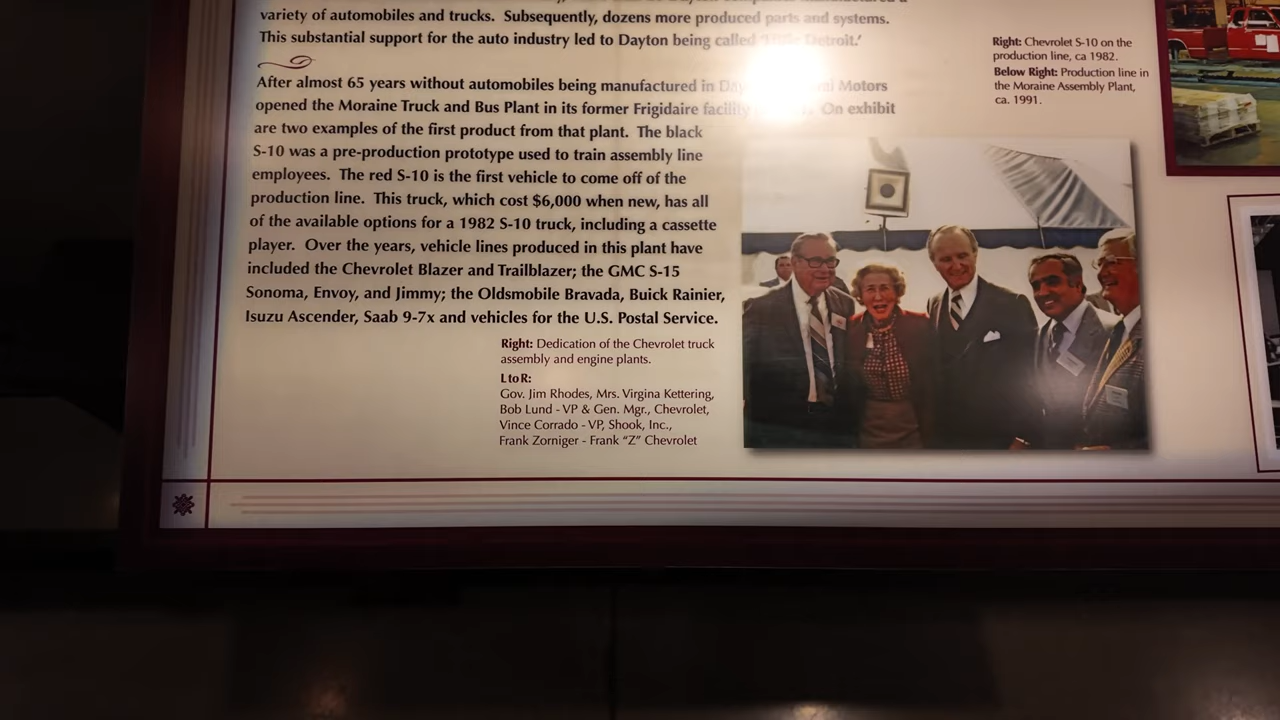 variety of automobiles and trucks. Subsequently, dozens more produced parts and systems.
This substantial support for the auto industry led to Dayton being called 'Little Detroit.'
After almost 65 years without automobiles being manufactured in Motors
opened the Moraine Truck and Bus Plant in its former Frigidaire facility On exhibit
are two examples of the first product from that plant. The black
S-10 was a pre-production prototype used to train assembly line
employees. The red S-10 is the first vehicle to come off of the
production line. This truck, which cost $6,000 when new, has all
of the available options for a 1982 S-10 truck, including a cassette
player. Over the years, vehicle lines produced in this plant have
included the Chevrolet Blazer and Trailblazer; the GMC S-15
Sonoma, Envoy, and Jimmy; the Oldsmobile Bravada, Buick Rainier,
Isuzu Ascender, Saab 9-7x and vehicles for the U.S. Postal Service.
Right: Dedication of the Chevrolet truck
assembly and engine plants.
L to R:
Gov. Jim Rhodes, Mrs. Virgina Kettering,
Bob Lund - VP & Gen. Mgr., Chevrolet,
Vince Corrado - VP, Shook, Inc.,
Frank Zorniger - Frank "Z" Chevrolet
Right: Chevrolet S-10 on the
production line, ca 1982.
Below Right: Production line in
the Moraine Assembly Plant,
ca. 1991.